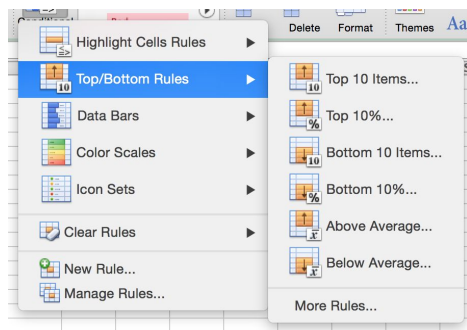 Conditional
Delete Format Themes Aa
Highlight Cells Rules
Top/Bottom Rules
Data Bars
Color Scales
Icon Sets
Clear Rules
New Rule...
Manage Rules...
Top 10 Items...
Top 10%...
Bottom 10 Items...
Bottom 10%...
Above Average...
Below Average...
More Rules...